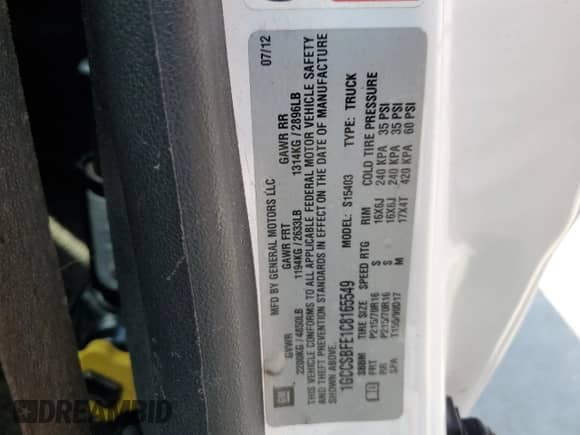 MFD BY GENERAL MOTORS LLC
07/12
GVWR GAWR FRT GAWR RR
2200KG / 4850LB 1194KG / 2633LB 1314KG / 2896LB
THIS VEHICLE CONFORMS TO ALL APPLICABLE FEDERAL MOTOR VEHICLE SAFETY
AND THEFT PREVENTION STANDARDS IN EFFECT ON THE DATE OF MANUFACTURE
SHOWN ABOVE.
1GCCSBFE1C8165549 MODEL: S15403 TYPE: TRUCK
SBBM TIRE SIZE SPEED RTG RIM COLD TIRE PRESSURE
FRT P215/70R16 S 16X6J 240 KPA 35 PSI
RR P215/70R16 S 16X6J 240 KPA 35 PSI
SPA T155/90D17 M 17X4T 420 KPA 60 PSI
GM
DREAMBID